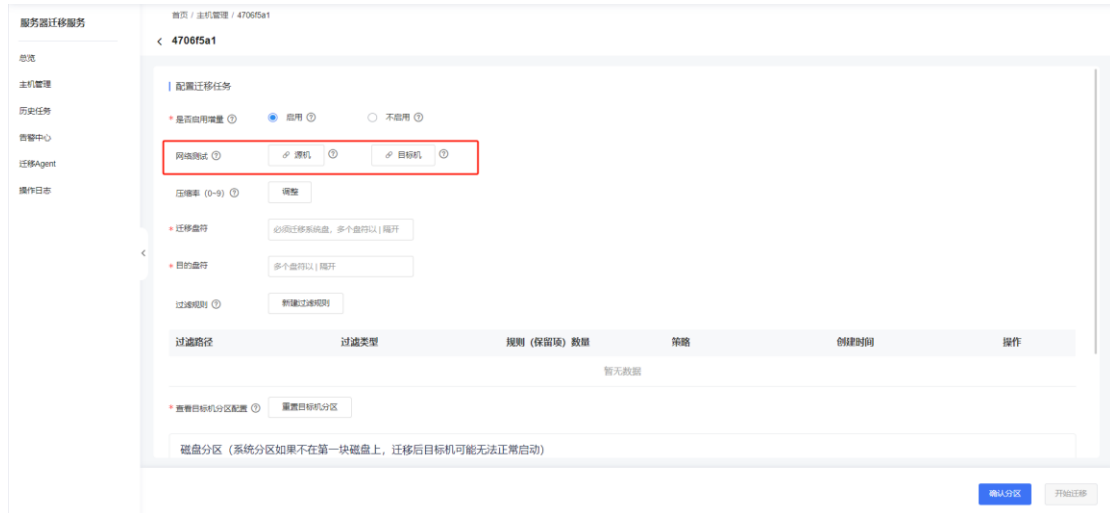 服务器迁移服务
总览
主机管理
历史任务
告警中心
迁移Agent
操作日志
首页 / 主机管理 / 4706f5a1
4706f5a1
配置迁移任务
* 是否启用增量 启用 不启用
网络测试 源机 目标机
压缩率（0~9） 调整
* 迁移盘符 必须迁移系统盘，多个盘符以 | 隔开
* 目的盘符 多个盘符以 | 隔开
过滤规则 新建过滤规则
过滤路径 过滤类型 规则（保留项）数量 策略 创建时间 操作
暂无数据
* 查看目标机分区配置 重置目标机分区
磁盘分区（系统分区如果不在第一块磁盘上，迁移后目标机可能无法正常启动）
确认分区 开始迁移